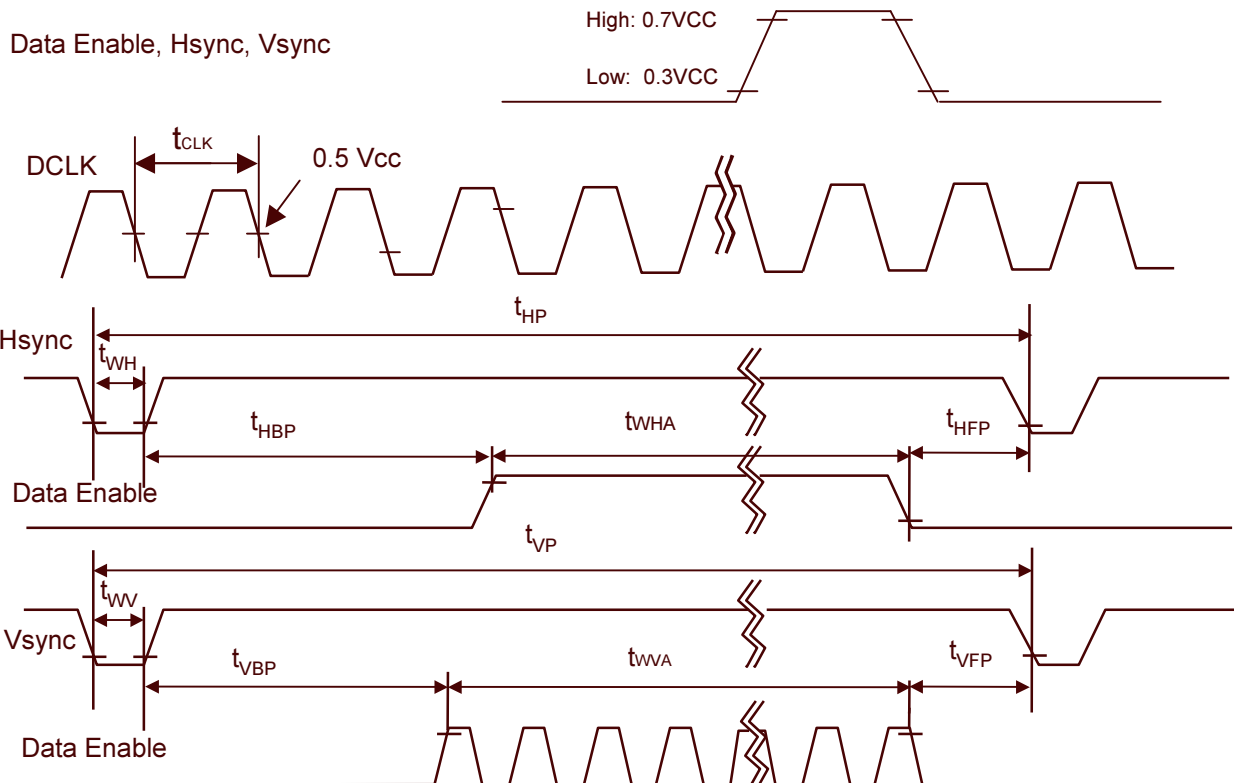 High: 0.7VCC
Data Enable, Hsync, Vsync
Low: 0.3VCC
tCLK
DCLK
0.5 Vcc
tHP
Hsync
tWH
tHBP
tWHA
tHFP
Data Enable
tVP
tWV
Vsync
tVBP
tWVA
tVFP
Data Enable